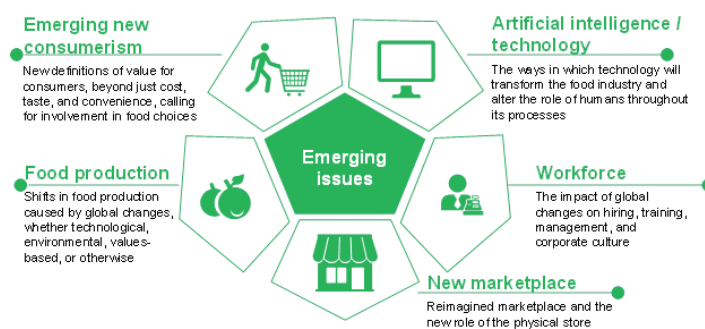 Emerging new
consumerism
New definitions of value for
consumers, beyond just cost,
taste, and convenience, calling
for involvement in food choices
Artificial intelligence /
technology
The ways in which technology will
transform the food industry and
alter the role of humans throughout
its processes
Emerging
issues
Food production
Shifts in food production
caused by global changes,
whether technological,
environmental, values-
based, or otherwise
Workforce
The impact of global
changes on hiring, training,
management, and
corporate culture
New marketplace
Reimagined marketplace and the
new role of the physical store